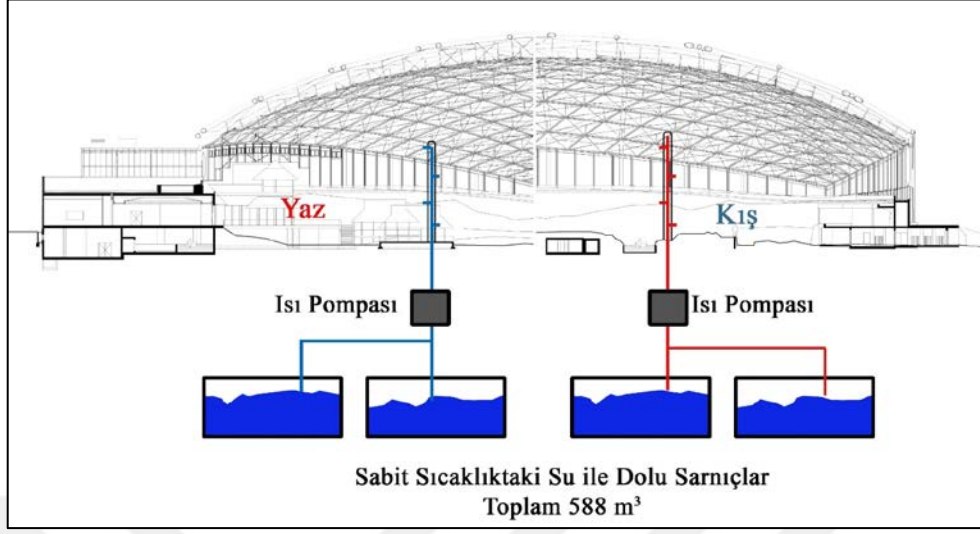 Yaz
Kış
Isı Pompası
Isı Pompası
Sabit Sıcaklıktaki Su ile Dolu Sarnıçlar
Toplam 588 m³